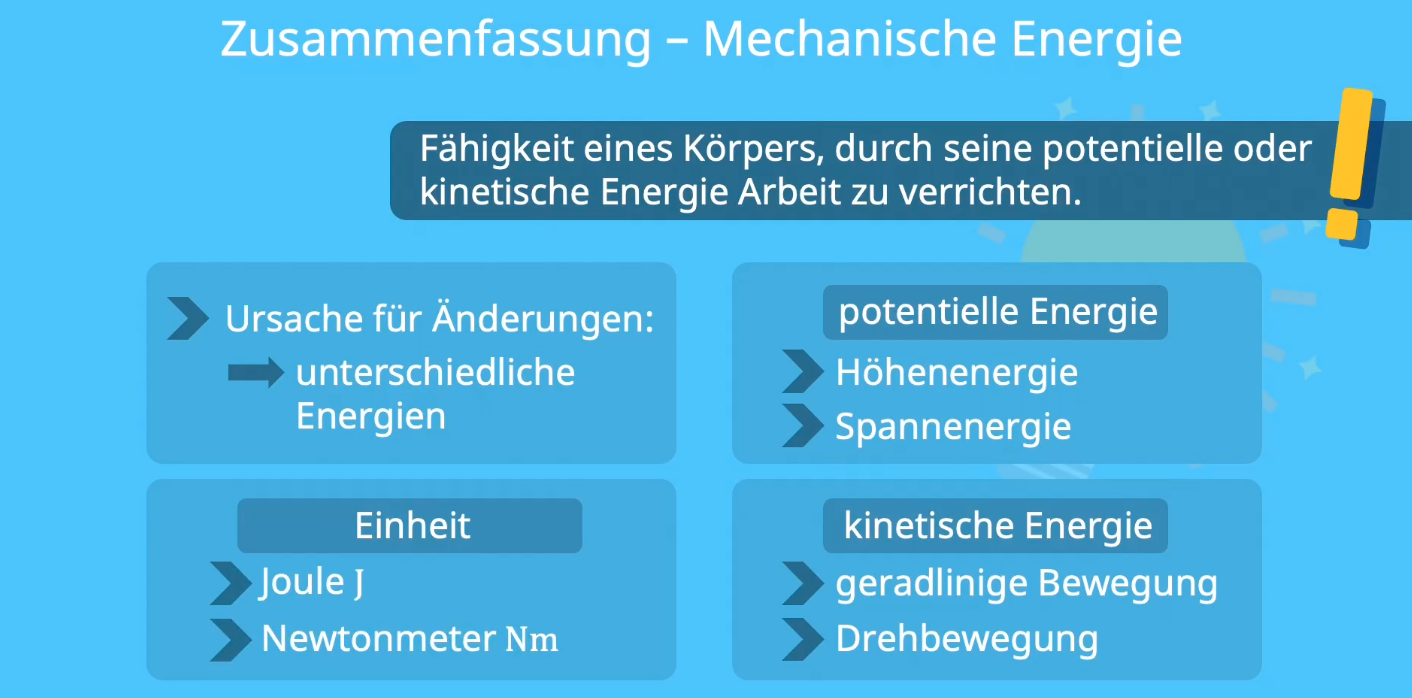 Zusammenfassung – Mechanische Energie
Fähigkeit eines Körpers, durch seine potentielle oder
kinetische Energie Arbeit zu verrichten.
Ursache für Änderungen:
unterschiedliche
Energien
potentielle Energie
Höhenenergie
Spannenergie
Einheit
Joule J
Newtonmeter Nm
kinetische Energie
geradlinige Bewegung
Drehbewegung